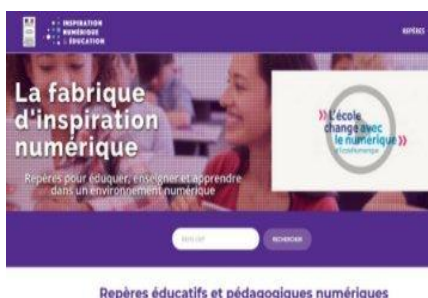 INSPIRATION
NUMÉRIQUE
& ÉDUCATION
REPÈRES
La fabrique
d'inspiration
numérique
Repères pour éduquer, enseigner et apprendre
dans un environnement numérique
L'école
change avec
le numérique
#EcoleNumerique
RECHERCHER
Repères éducatifs et pédagogiques numériques